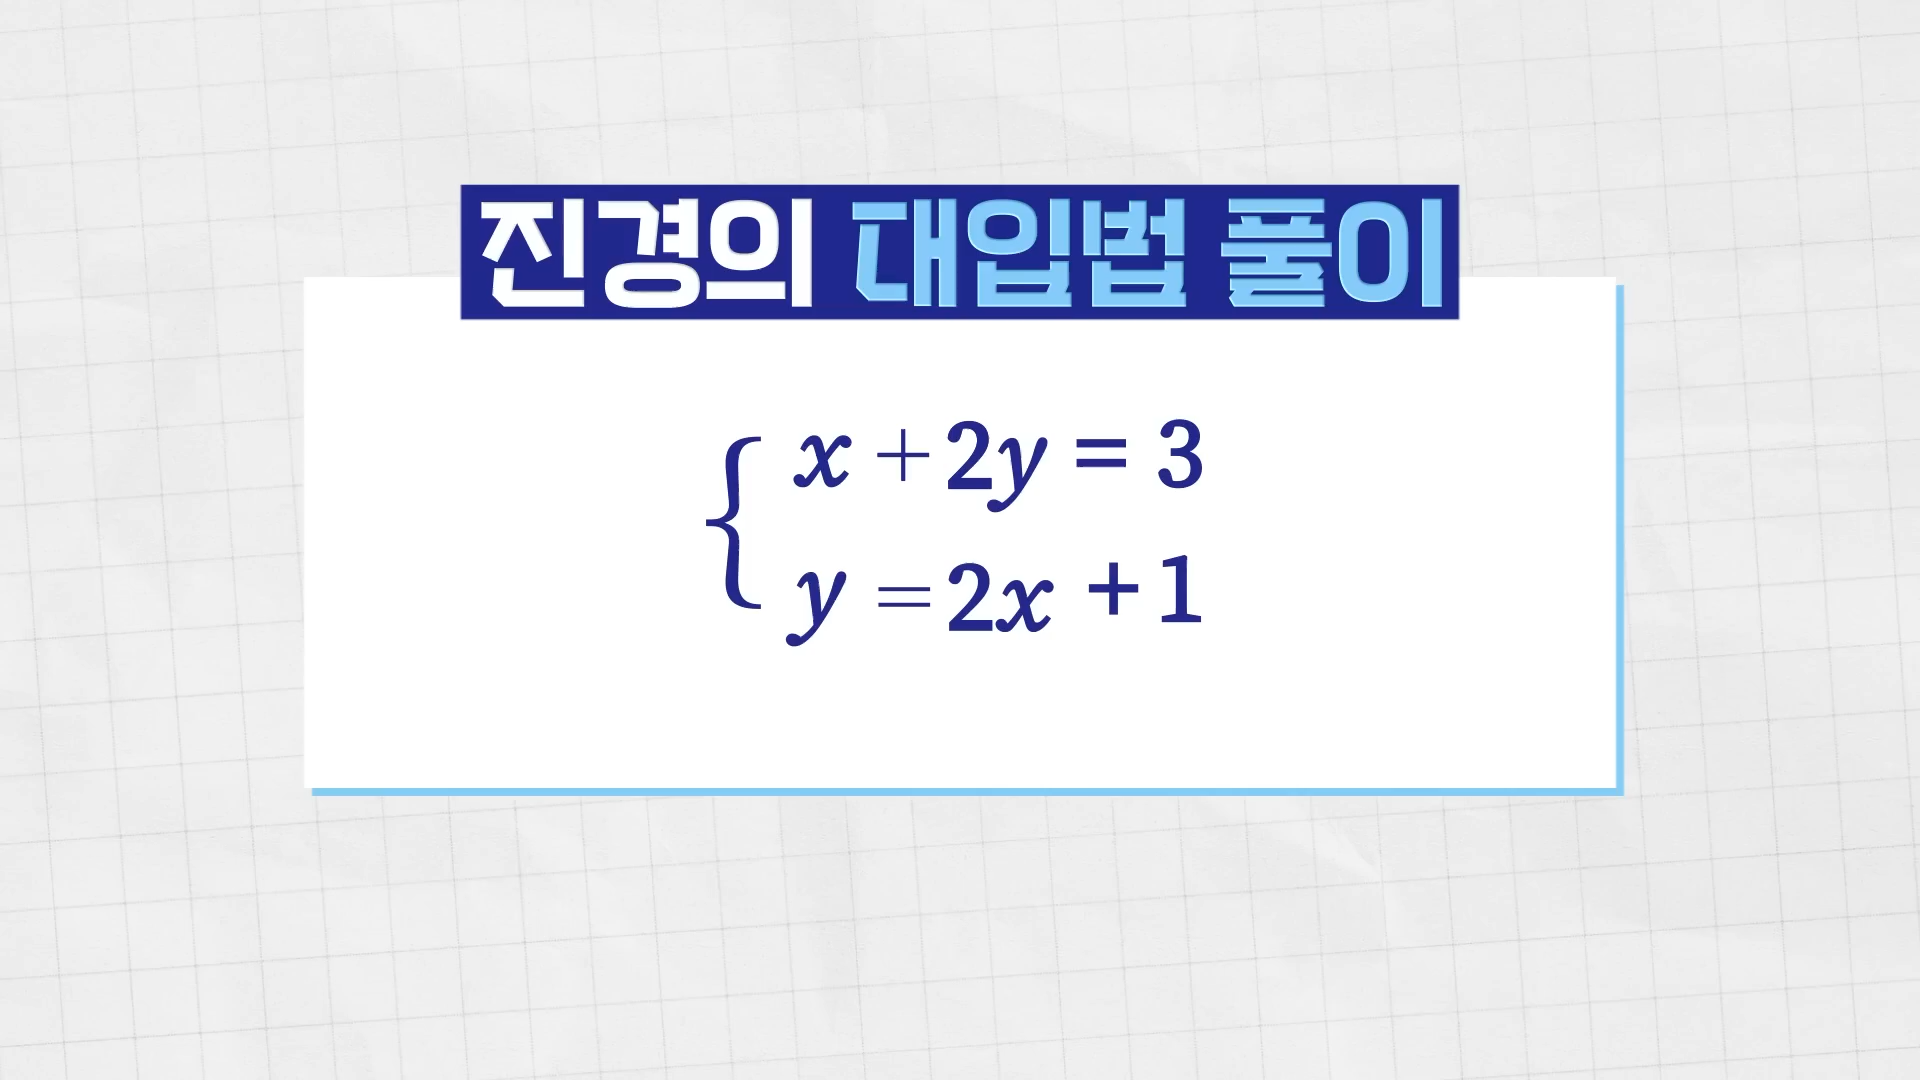 진경의 대입법 풀이
x + 2y = 3
y = 2x + 1